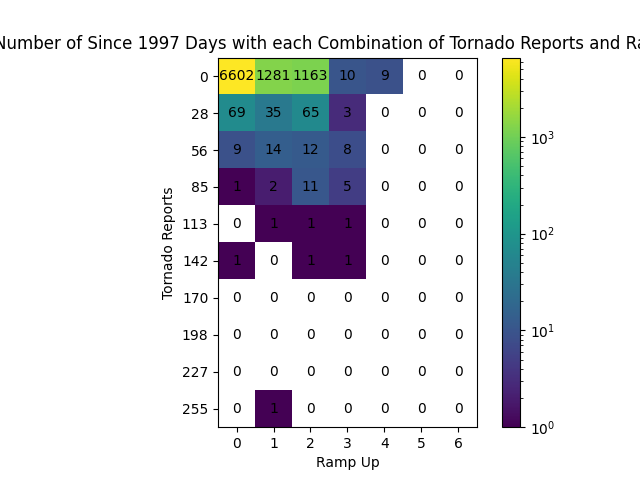 Number of Since 1997 Days with each Combination of Tornado Reports and
0 6602 1281 1163 10 9 0 0
28 69 35 65 3 0 0 0
56 9 14 12 8 0 0 0
85 1 2 11 5 0 0 0
113 0 1 1 1 0 0 0
142 1 0 1 1 0 0 0
170 0 0 0 0 0 0 0
198 0 0 0 0 0 0 0
227 0 0 0 0 0 0 0
255 0 1 0 0 0 0 0
0 1 2 3 4 5 6
Ramp Up
Tornado Reports
10³
10²
10¹
10⁰